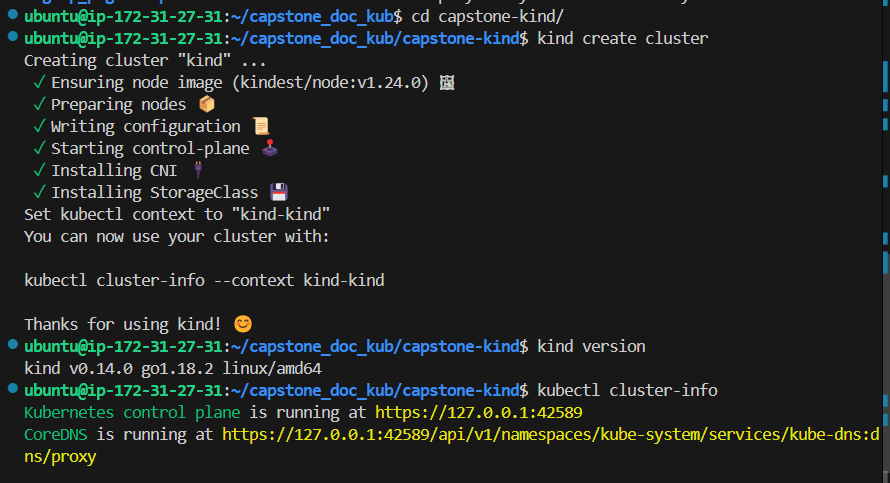 ubuntu@ip-172-31-27-31:~/capstone_doc_kub$ cd capstone-kind/
ubuntu@ip-172-31-27-31:~/capstone_doc_kub/capstone-kind$ kind create cluster
Creating cluster "kind" ...
✓ Ensuring node image (kindest/node:v1.24.0) 🖼
✓ Preparing nodes 📦
✓ Writing configuration 📜
✓ Starting control-plane 🕹️
✓ Installing CNI 🔌
✓ Installing StorageClass 💾
Set kubectl context to "kind-kind"
You can now use your cluster with:
kubectl cluster-info --context kind-kind
Thanks for using kind! 😊
ubuntu@ip-172-31-27-31:~/capstone_doc_kub/capstone-kind$ kind version
kind v0.14.0 go1.18.2 linux/amd64
ubuntu@ip-172-31-27-31:~/capstone_doc_kub/capstone-kind$ kubectl cluster-info
Kubernetes control plane is running at https://127.0.0.1:42589
CoreDNS is running at https://127.0.0.1:42589/api/v1/namespaces/kube-system/services/kube-dns:d
ns/proxy